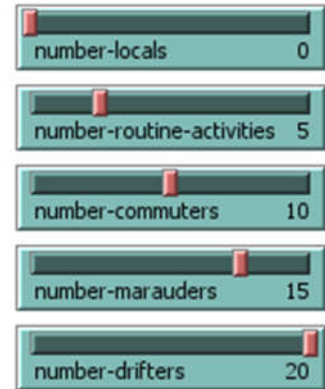 number-locals 0
number-routine-activities 5
number-commuters 10
number-marauders 15
number-drifters 20